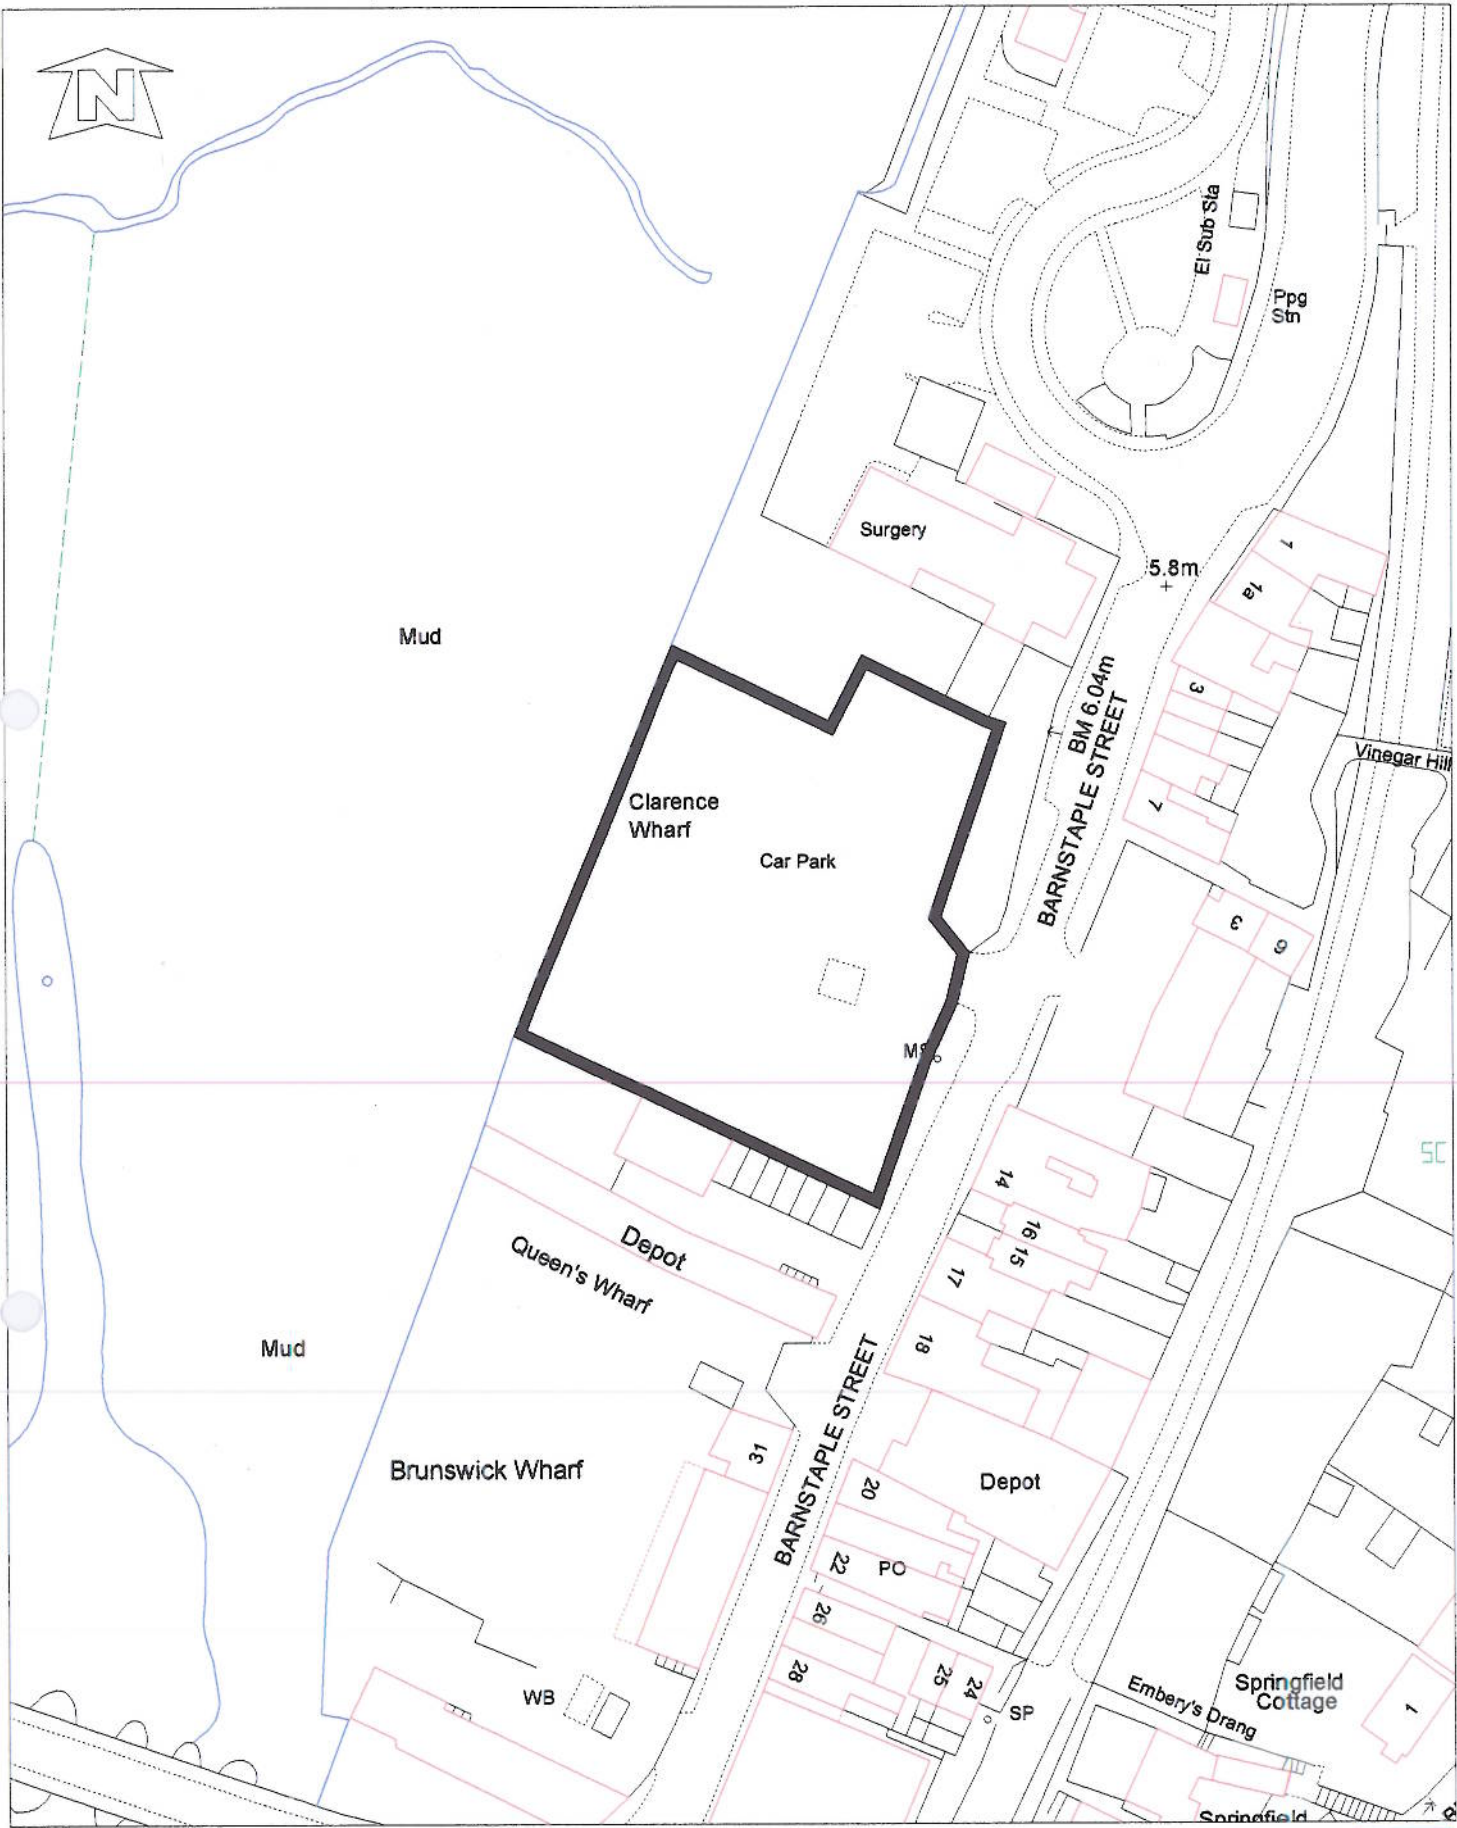 N
El Sub Sta
Ppg
Stn
Surgery
1
5.8m
1a
Mud
BM 6.04m
BARNSTAPLE STREET
3
Vinegar Hill
Clarence
Wharf
7
Car Park
3
6
14
16
15
Depot
Queen's Wharf
17
18
Mud
BARNSTAPLE STREET
31
Brunswick Wharf
Depot
20
22
PO
26
28
25
24
WB
SP
Embery's Drang
Springfield
Cottage
1
Springfield